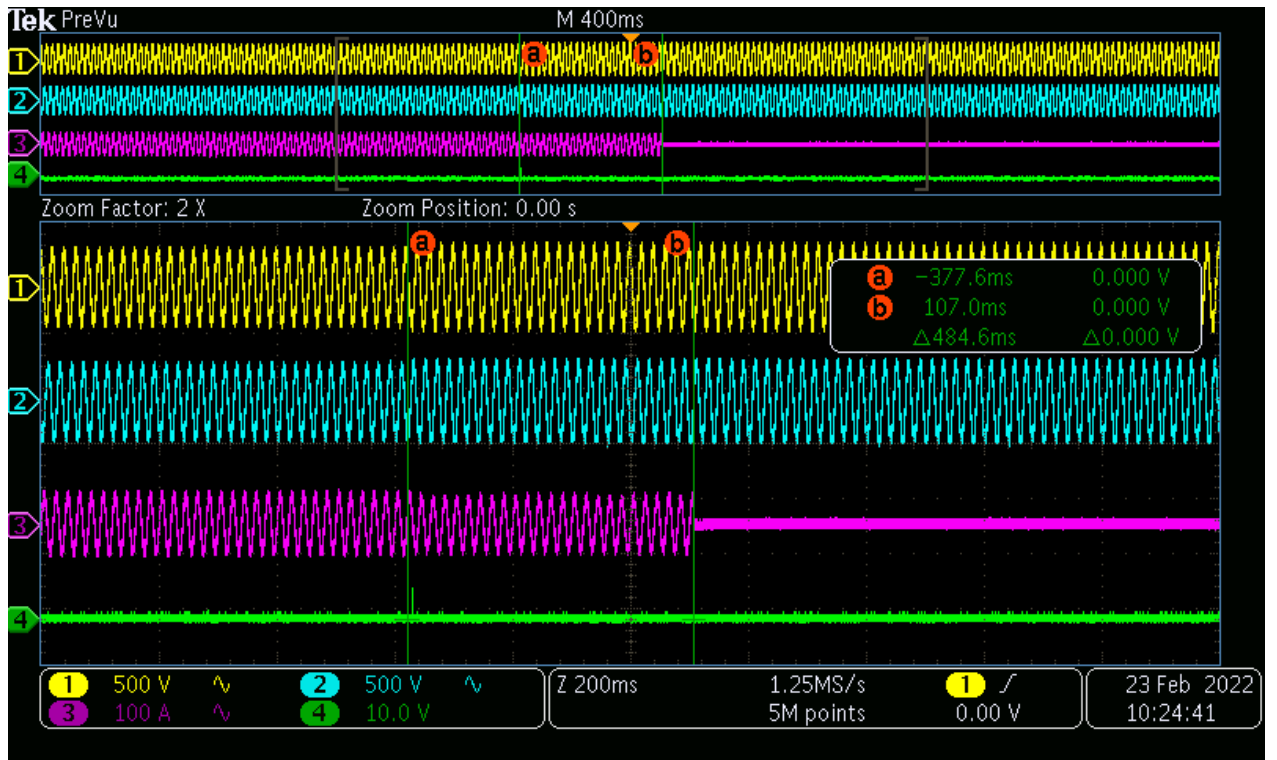 Tek PreVu M 400ms
1
a b
2
3
4
Zoom Factor: 2 X Zoom Position: 0.00 s
a b
1
a -377.6ms 0.000 V
b 107.0ms 0.000 V
△484.6ms △0.000 V
2
3
4
1 500 V 2 500 V Z 200ms 1.25MS/s 1 23 Feb 2022
3 100 A 4 10.0 V 5M points 0.00 V 10:24:41